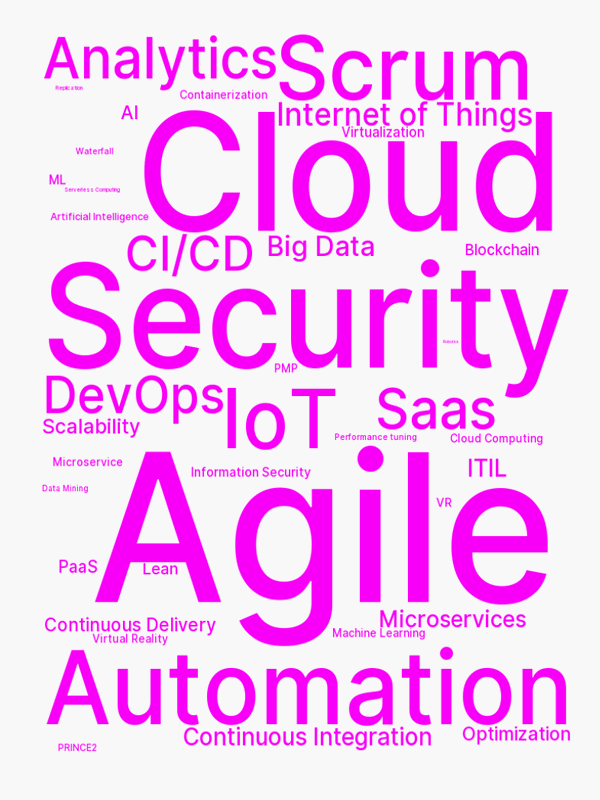 Analytics
Scrum
Replication
Containerization
AI
Internet of Things
Virtualization
Cloud
Waterfall
ML
Serverless Computing
Artificial Intelligence
CI/CD
Big Data
Blockchain
Security
PMP
DevOps
IoT
Saas
Scalability
Performance tuning
Cloud Computing
Microservice
Information Security
ITIL
Data Mining
Agile
VR
PaaS
Lean
Continuous Delivery
Microservices
Virtual Reality
Machine Learning
Automation
Continuous Integration
Optimization
PRINCE2